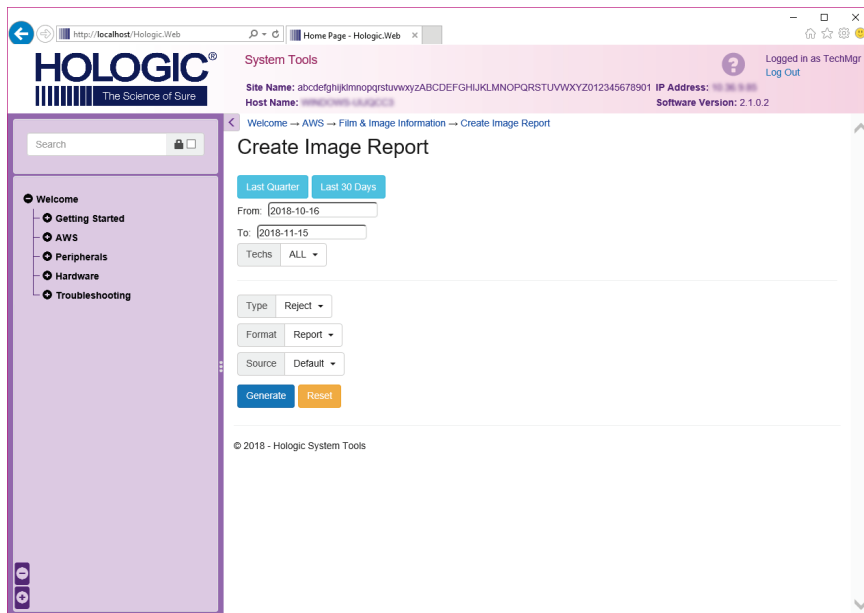 http://localhost/Hologic.Web
Home Page - Hologic.Web
HOLOGIC®
The Science of Sure
System Tools
Logged in as TechMgr
Log Out
Site Name: abcdefghijklmnopqrstuvwxyzABCDEFGHIJKLMNOPQRSTUVWXYZ012345678901 IP Address:
Host Name:
Software Version: 2.1.0.2
Search
Welcome
Getting Started
AWS
Peripherals
Hardware
Troubleshooting
Welcome → AWS → Film & Image Information → Create Image Report
Create Image Report
Last Quarter Last 30 Days
From: 2018-10-16
To: 2018-11-15
Techs ALL
Type Reject
Format Report
Source Default
Generate Reset
© 2018 - Hologic System Tools